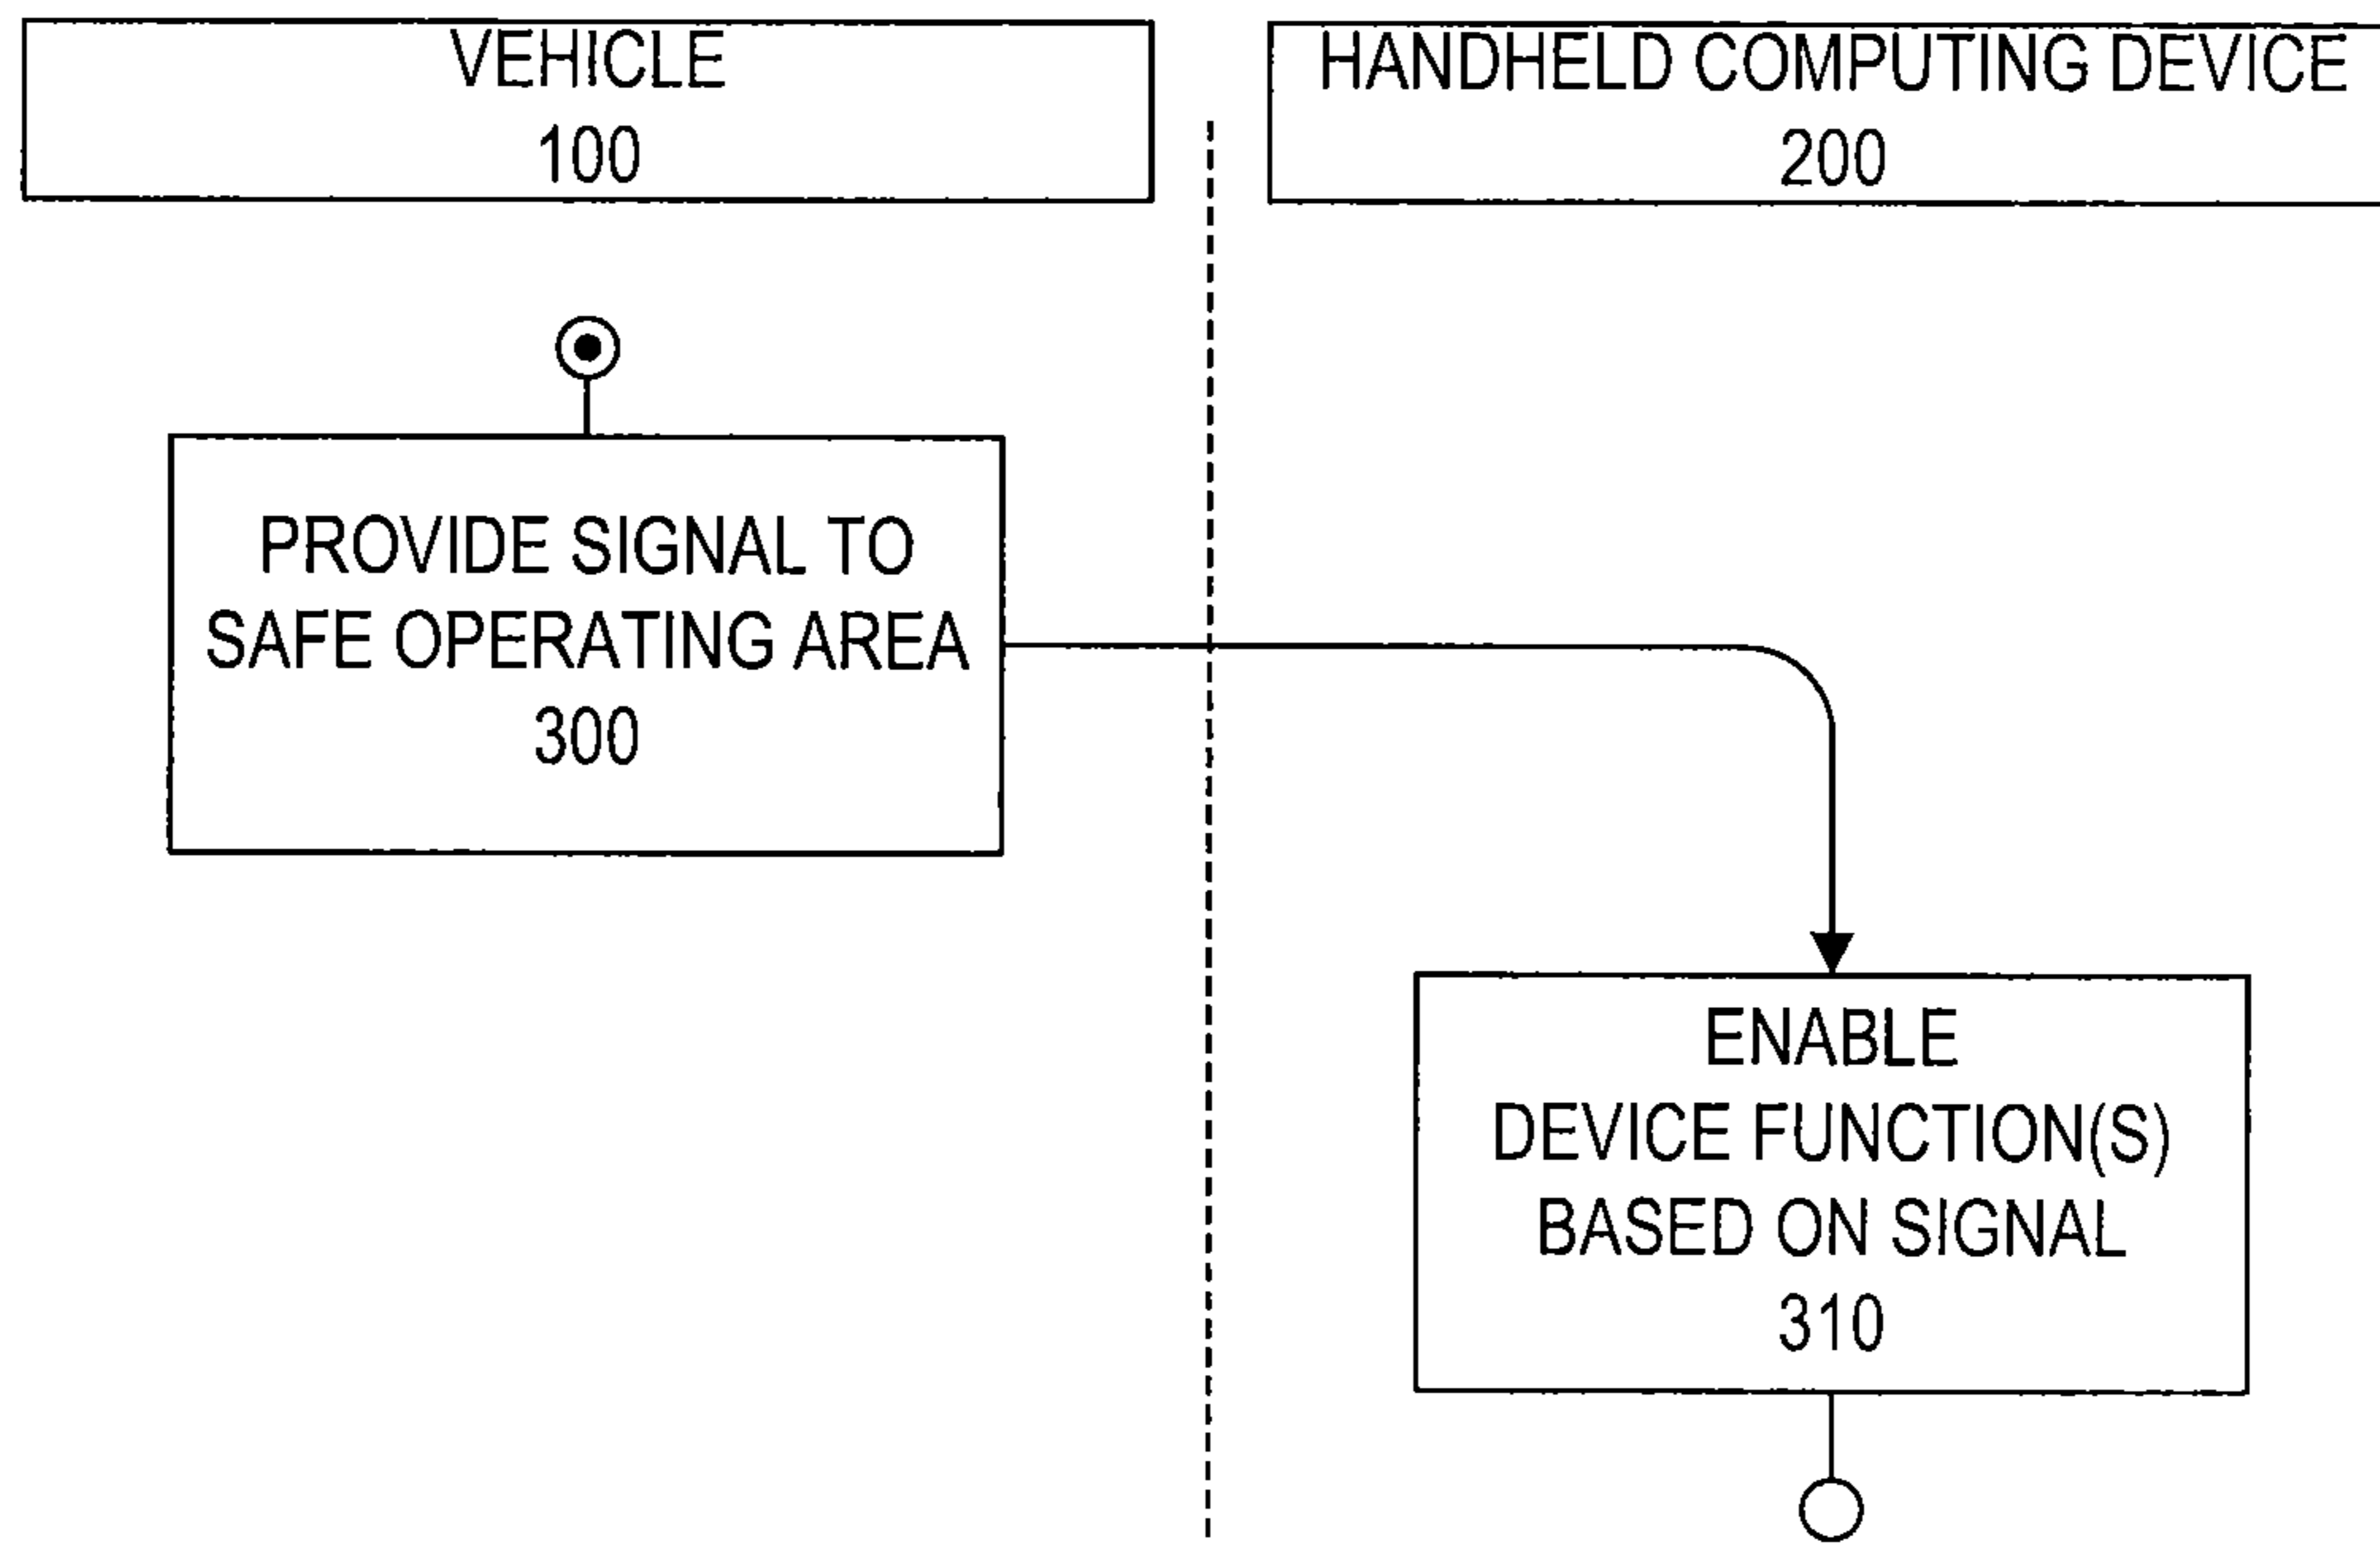 VEHICLE
100
HANDHELD COMPUTING DEVICE
200
PROVIDE SIGNAL TO
SAFE OPERATING AREA
300
ENABLE
DEVICE FUNCTION(S)
BASED ON SIGNAL
310